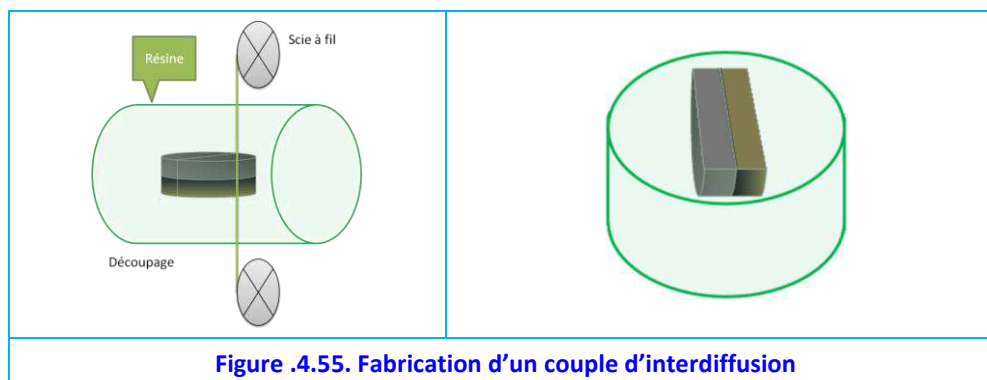 Scie à fil
Résine
Découpage
Figure .4.55. Fabrication d’un couple d’interdiffusion